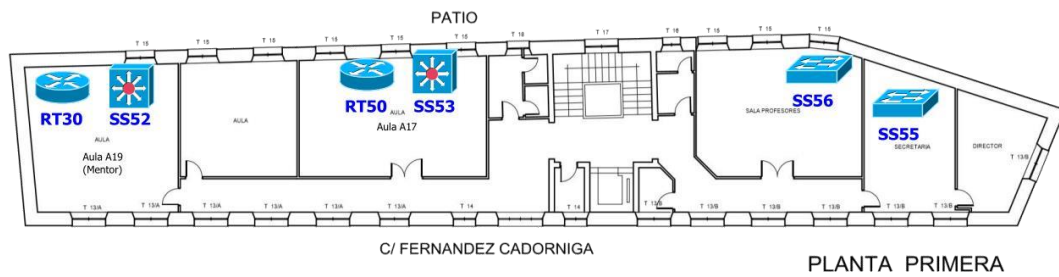 PATIO
T 15
T 15
T 15
T 15
T 15
T 15
T 16
T 17
T 16
T 15
T 15
T 15
RT30
SS52
AULA
Aula A19
(Mentor)
AULA
RT50
SS53
AULA
Aula A17
SS56
SALA PROFESORES
SS55
SECRETARIA
DIRECTOR
T 13/B
T 13/A
T 13/A
T 13/A
T 13/A
T 13/A
T 13/A
T 14
T 14
T 13/B
T 13/B
T 13/B
T 13/B
T 13/B
T 13/B
C/ FERNANDEZ CADORNIGA
PLANTA PRIMERA